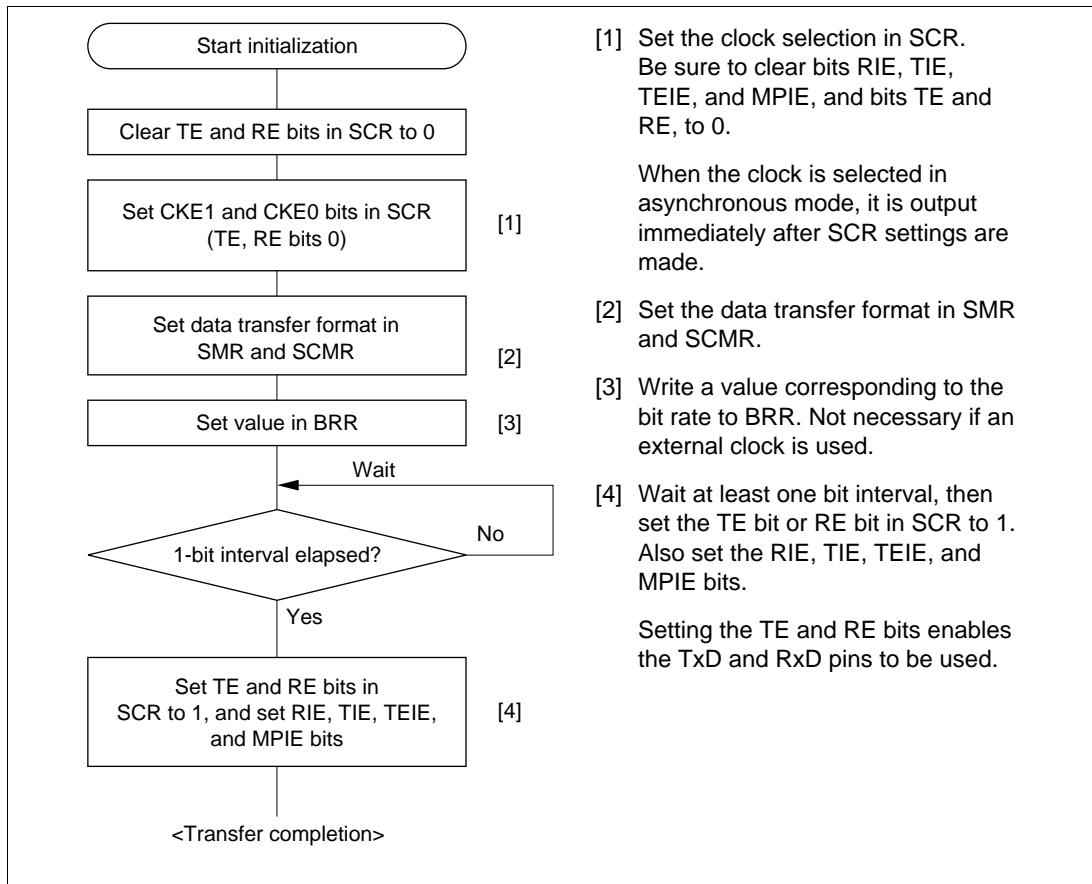 Start initialization
Clear TE and RE bits in SCR to 0
Set CKE1 and CKE0 bits in SCR
(TE, RE bits 0)
[1]
Set data transfer format in
SMR and SCMR
[2]
Set value in BRR
[3]
Wait
No
1-bit interval elapsed?
Yes
Set TE and RE bits in
SCR to 1, and set RIE, TIE, TEIE,
and MPIE bits
[4]
<Transfer completion>
[1] Set the clock selection in SCR.
Be sure to clear bits RIE, TIE,
TEIE, and MPIE, and bits TE and
RE, to 0.
When the clock is selected in
asynchronous mode, it is output
immediately after SCR settings are
made.
[2] Set the data transfer format in SMR
and SCMR.
[3] Write a value corresponding to the
bit rate to BRR. Not necessary if an
external clock is used.
[4] Wait at least one bit interval, then
set the TE bit or RE bit in SCR to 1.
Also set the RIE, TIE, TEIE, and
MPIE bits.
Setting the TE and RE bits enables
the TxD and RxD pins to be used.